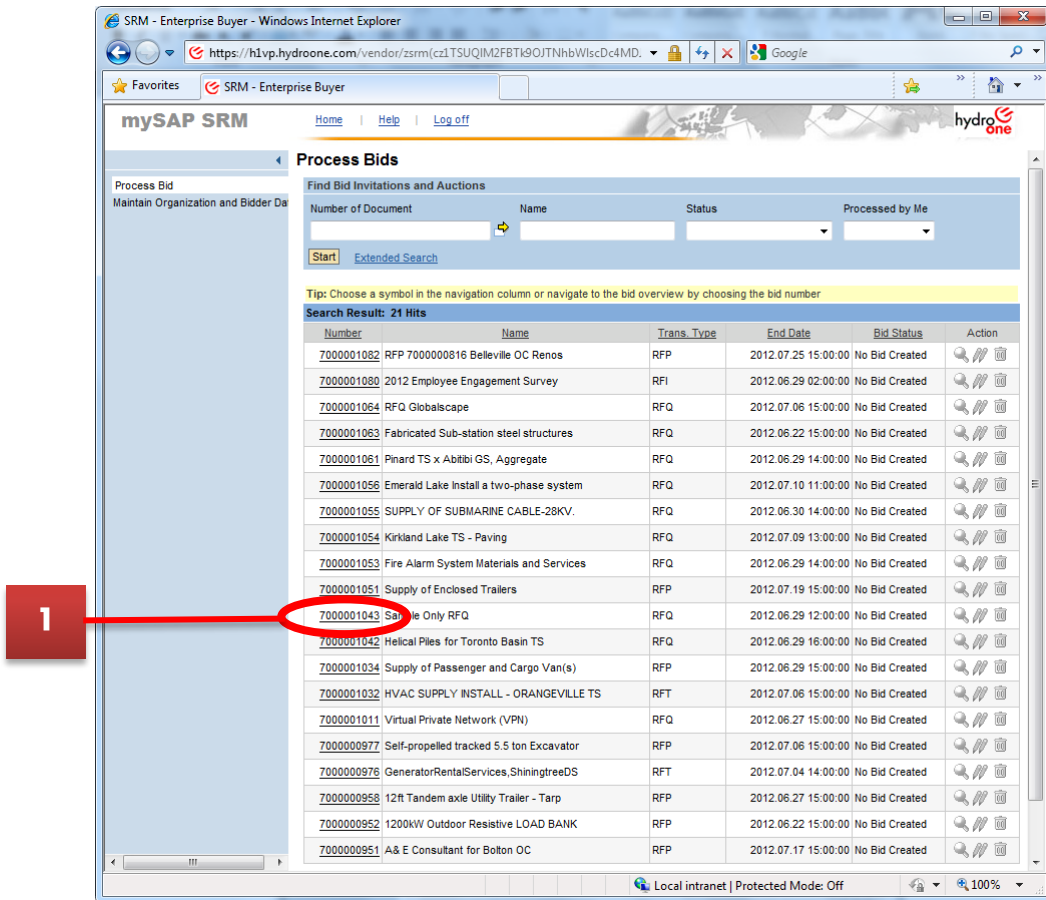 SRM - Enterprise Buyer - Windows Internet Explorer
https://h1vp.hydroone.com/vendor/zsrm(cz1TSUQlM2FBTk9OJTNhbWlscDc4MD.
Google
Favorites
SRM - Enterprise Buyer
mySAP SRM
Home | Help | Log off
hydro
one
Process Bids
Process Bid
Maintain Organization and Bidder Da
Find Bid Invitations and Auctions
Number of Document Name Status Processed by Me
Start Extended Search
Tip: Choose a symbol in the navigation column or navigate to the bid overview by choosing the bid number
Search Result: 21 Hits
Number Name Trans. Type End Date Bid Status Action
7000001082 RFP 7000000816 Belleville OC Renos RFP 2012.07.25 15:00:00 No Bid Created
7000001080 2012 Employee Engagement Survey RFI 2012.06.29 02:00:00 No Bid Created
7000001064 RFQ Globalscape RFQ 2012.07.06 15:00:00 No Bid Created
7000001063 Fabricated Sub-station steel structures RFQ 2012.06.22 15:00:00 No Bid Created
7000001061 Pinard TS x Abitibi GS, Aggregate RFQ 2012.06.29 14:00:00 No Bid Created
7000001056 Emerald Lake Install a two-phase system RFQ 2012.07.10 11:00:00 No Bid Created
7000001055 SUPPLY OF SUBMARINE CABLE-28KV. RFQ 2012.06.30 14:00:00 No Bid Created
7000001054 Kirkland Lake TS - Paving RFQ 2012.07.09 13:00:00 No Bid Created
7000001053 Fire Alarm System Materials and Services RFQ 2012.06.29 14:00:00 No Bid Created
7000001051 Supply of Enclosed Trailers RFP 2012.07.19 15:00:00 No Bid Created
1
7000001043 Sample Only RFQ RFQ 2012.06.29 12:00:00 No Bid Created
7000001042 Helical Piles for Toronto Basin TS RFQ 2012.06.29 16:00:00 No Bid Created
7000001034 Supply of Passenger and Cargo Van(s) RFP 2012.06.29 15:00:00 No Bid Created
7000001032 HVAC SUPPLY INSTALL - ORANGEVILLE TS RFT 2012.07.06 15:00:00 No Bid Created
7000001011 Virtual Private Network (VPN) RFQ 2012.06.27 15:00:00 No Bid Created
7000000977 Self-propelled tracked 5.5 ton Excavator RFP 2012.07.06 15:00:00 No Bid Created
7000000976 GeneratorRentalServices,ShiningtreeDS RFT 2012.07.04 14:00:00 No Bid Created
7000000958 12ft Tandem axle Utility Trailer - Tarp RFP 2012.06.27 15:00:00 No Bid Created
7000000952 1200kW Outdoor Resistive LOAD BANK RFP 2012.06.22 15:00:00 No Bid Created
7000000951 A& E Consultant for Bolton OC RFP 2012.07.17 15:00:00 No Bid Created
Local intranet | Protected Mode: Off 100%